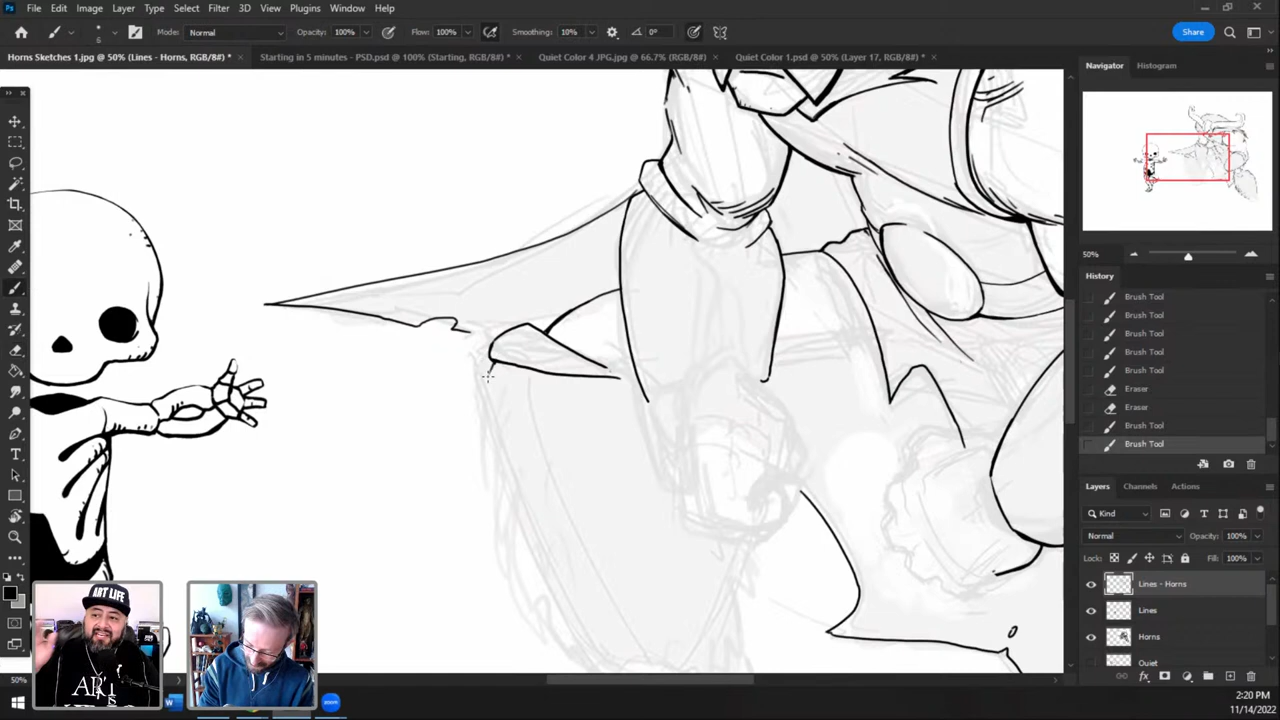 File Edit Image Layer Type Select Filter 3D View Plugins Window Help
5 Mode: Normal Opacity: 100% Flow: 100% Smoothing: 10% 0° Share
Horns Sketches 1.jpg @ 50% (Lines - Horns, RGB/8#) * × Starting in 5 minutes - PSD.psd @ 100% (Starting, RGB/8#) * × Quiet Color 4 JPG.jpg @ 66.7% (RGB/8#) × Quiet Color 1.psd @ 50% (Layer 17, RGB/8#) * ×
Navigator Histogram
50%
History
Brush Tool
Brush Tool
Brush Tool
Brush Tool
Brush Tool
Eraser
Eraser
Brush Tool
Brush Tool
Layers Channels Actions
Kind
Normal Opacity: 100%
Lock: Fill: 100%
Lines - Horns
Lines
Horns
Quiet
ART LIFE
ART
50%
2:20 PM
11/14/2022